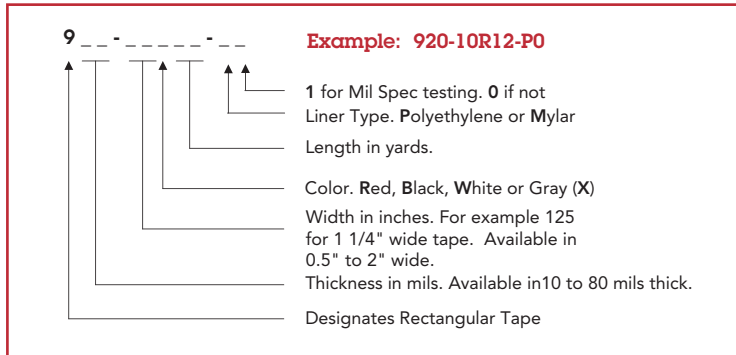 9 _ _ - _ _ _ _ _ - _ _
Example: 920-10R12-P0
1 for Mil Spec testing. 0 if not
Liner Type. Polyethylene or Mylar
Length in yards.
Color. Red, Black, White or Gray (X)
Width in inches. For example 125
for 1 1/4" wide tape. Available in
0.5" to 2" wide.
Thickness in mils. Available in10 to 80 mils thick.
Designates Rectangular Tape